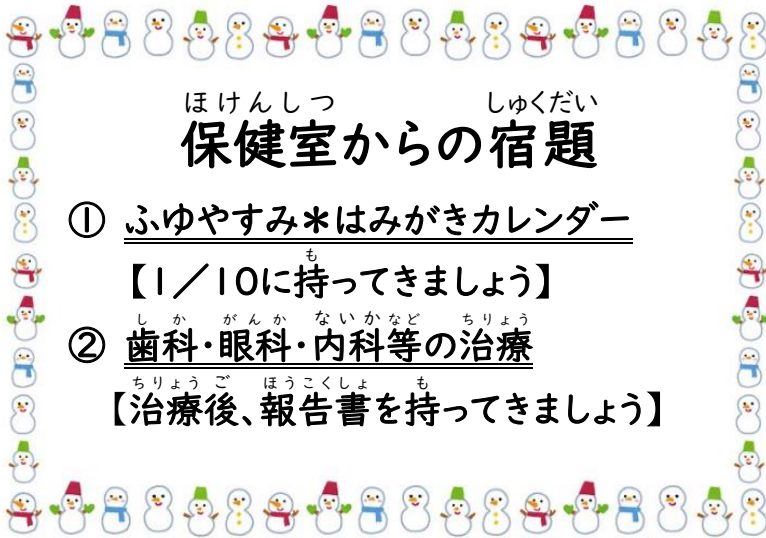 ほけんしつ しゅくだい
保健室からの宿題
① ふゆやすみ＊はみがきカレンダー
も
【1／10に持ってきましょう】
しか がんか ないかなど ちりょう
② 歯科・眼科・内科等の治療
ちりょうご ほうこくしょ も
【治療後、報告書を持ってきましょう】